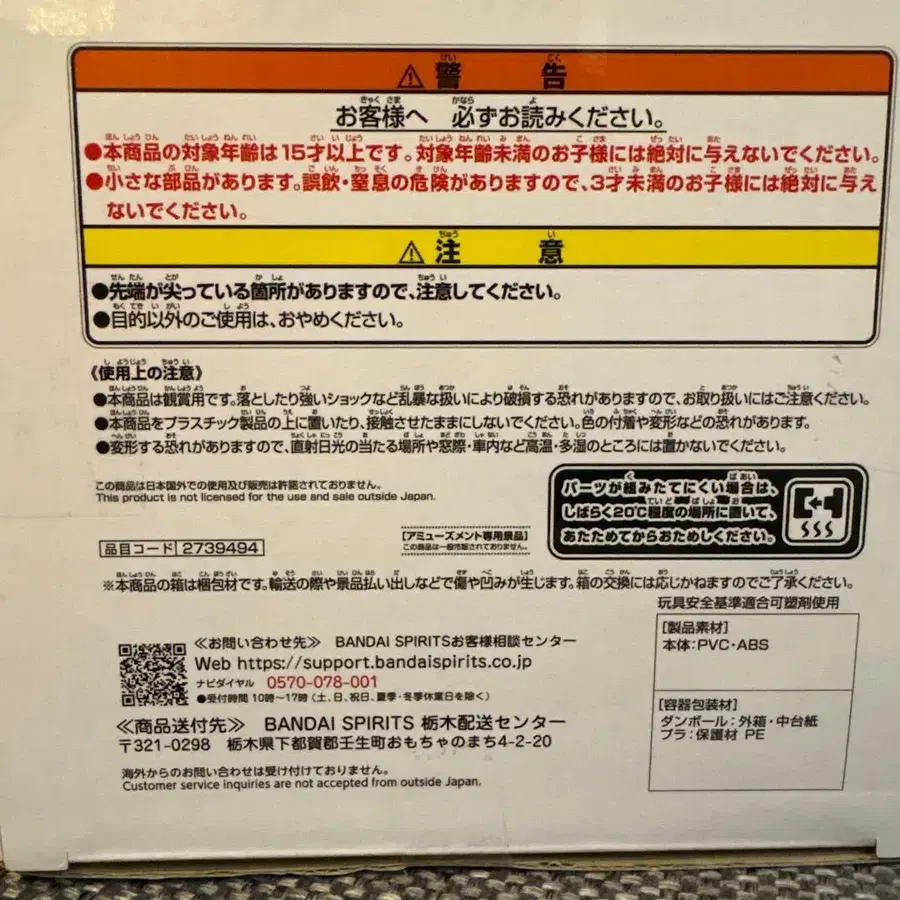 ⚠警告
お客様へ 必ずお読みください。
●本商品の対象年齢は15才以上です。対象年齢未満のお子様には絶対に与えないでください。
●小さな部品があります。誤飲・窒息の危険がありますので、3才未満のお子様には絶対に与え
ないでください。
⚠注意
●先端が尖っている箇所がありますので、注意してください。
●目的以外のご使用は、おやめください。
《使用上の注意》
●本商品は観賞用です。落としたり強いショックなど乱暴な扱いにより破損する恐れがありますので、お取り扱いにはご注意ください。
●本商品をプラスチック製品の上に置いたり、接触させたままにしないでください。色の付着や変形などの恐れがあります。
●変形する恐れがありますので、直射日光の当たる場所や窓際・車内など高温・多湿のところには置かないでください。
この商品は日本国外での使用及び販売は許諾されておりません。
This product is not licensed for the use and sale outside Japan.
パーツが組みたてにくい場合は、
しばらく20℃程度の場所に置いて、
あたためてからおためしください。
品目コード 2739494
[アミューズメント専用景品]
この商品は一般市販されておりません。
※本商品の箱は梱包材です。輸送の際や景品払い出しなどで傷や凹みが生じます。箱の交換には応じかねますのでご了承ください。
玩具安全基準適合可塑剤使用
[製品素材]
本体:PVC・ABS
[容器包装材]
ダンボール:外箱・中台紙
プラ:保護材 PE
≪お問い合わせ先≫ BANDAI SPIRITSお客様相談センター
Web https://support.bandaispirits.co.jp
ナビダイヤル 0570-078-001
●受付時間 10時～17時(土、日、祝日、夏季・冬季休業日を除く)
≪商品送付先≫ BANDAI SPIRITS 栃木配送センター
〒321-0298 栃木県下都賀郡壬生町おもちゃのまち4-2-20
海外からのお問い合わせは受け付けておりません。
Customer service inquiries are not accepted from outside Japan.